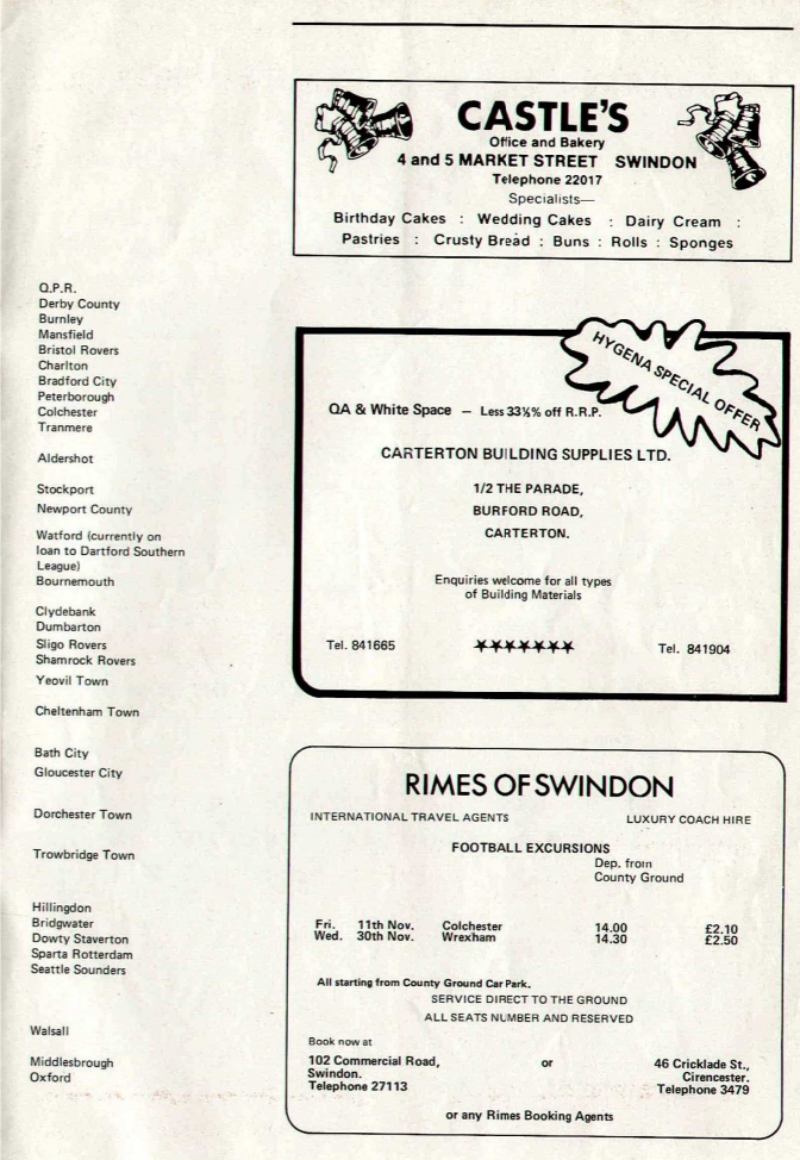 CASTLE'S
Office and Bakery
4 and 5 MARKET STREET SWINDON
Telephone 22017
Specialists—
Birthday Cakes : Wedding Cakes : Dairy Cream :
Pastries : Crusty Bread : Buns : Rolls : Sponges
Q.P.R.
Derby County
Burnley
Mansfield
Bristol Rovers
Charlton
Bradford City
Peterborough
Colchester
Tranmere
Aldershot
Stockport
Newport County
Watford (currently on
loan to Dartford Southern
League)
Bournemouth
Clydebank
Dumbarton
Sligo Rovers
Shamrock Rovers
Yeovil Town
Cheltenham Town
Bath City
Gloucester City
Dorchester Town
Trowbridge Town
Hillingdon
Bridgwater
Dowty Staverton
Sparta Rotterdam
Seattle Sounders
Walsall
Middlesbrough
Oxford
HYGENA SPECIAL OFFER
QA & White Space — Less 33⅓% off R.R.P.
CARTERTON BUILDING SUPPLIES LTD.
1/2 THE PARADE,
BURFORD ROAD,
CARTERTON.
Enquiries welcome for all types
of Building Materials
Tel. 841665 ★★★★★★★ Tel. 841904
RIMES OF SWINDON
INTERNATIONAL TRAVEL AGENTS LUXURY COACH HIRE
FOOTBALL EXCURSIONS
Dep. from
County Ground
Fri. 11th Nov. Colchester 14.00 £2.10
Wed. 30th Nov. Wrexham 14.30 £2.50
All starting from County Ground Car Park.
SERVICE DIRECT TO THE GROUND
ALL SEATS NUMBER AND RESERVED
Book now at
102 Commercial Road, or 46 Cricklade St.,
Swindon. Cirencester.
Telephone 27113 Telephone 3479
or any Rimes Booking Agents